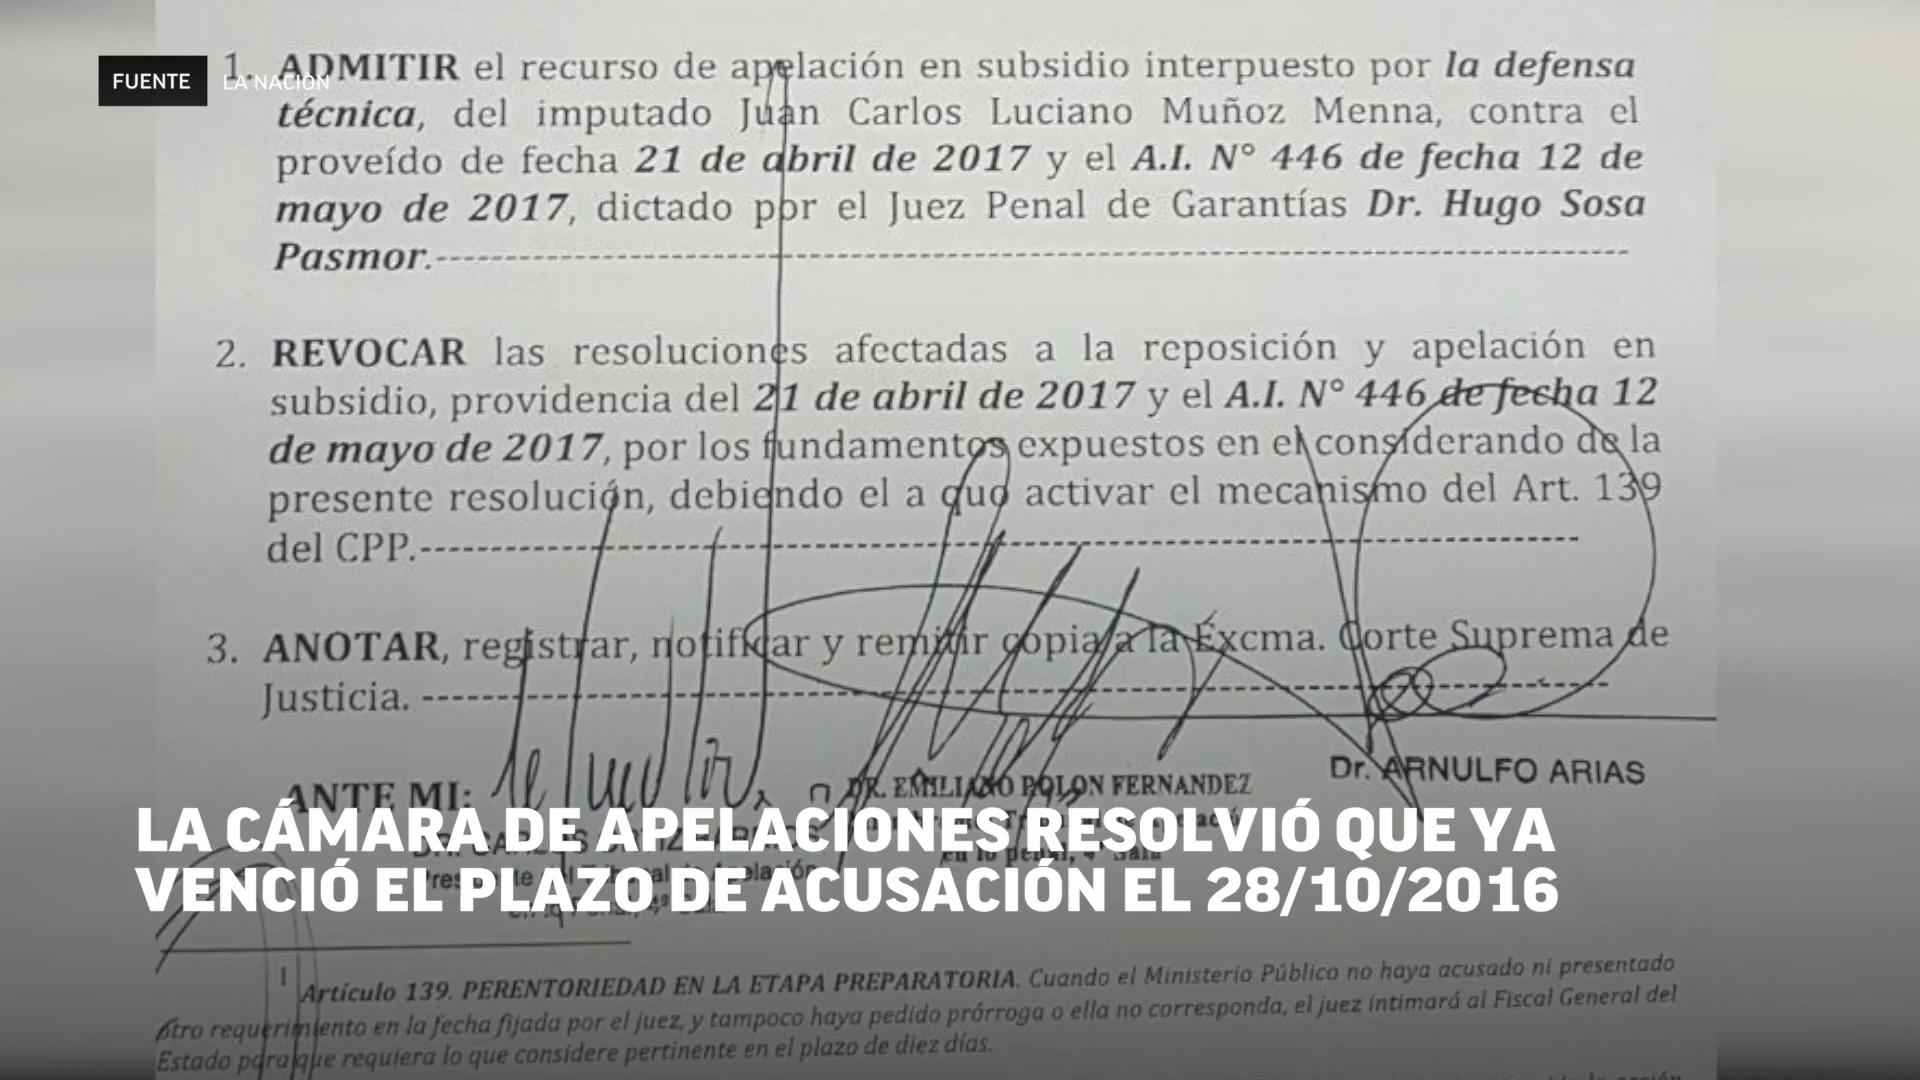 FUENTE LA NACIÓN
1. ADMITIR el recurso de apelación en subsidio interpuesto por la defensa
técnica, del imputado Juan Carlos Luciano Muñoz Menna, contra el
proveído de fecha 21 de abril de 2017 y el A.I. N° 446 de fecha 12 de
mayo de 2017, dictado por el Juez Penal de Garantías Dr. Hugo Sosa
Pasmor.
2. REVOCAR las resoluciones afectadas a la reposición y apelación en
subsidio, providencia del 21 de abril de 2017 y el A.I. N° 446 de fecha 12
de mayo de 2017, por los fundamentos expuestos en el considerando de la
presente resolución, debiendo el a quo activar el mecanismo del Art. 139
del CPP.
3. ANOTAR, registrar, notificar y remitir copia a la Excma. Corte Suprema de
Justicia.
ANTE MI:
DR. EMILIANO ROLON FERNANDEZ
Dr. ARNULFO ARIAS
LA CÁMARA DE APELACIONES RESOLVIÓ QUE YA
VENCIÓ EL PLAZO DE ACUSACIÓN EL 28/10/2016
1 Artículo 139. PERENTORIEDAD EN LA ETAPA PREPARATORIA. Cuando el Ministerio Público no haya acusado ni presentado
otro requerimiento en la fecha fijada por el juez, y tampoco haya pedido prórroga o ella no corresponda, el juez intimará al Fiscal General del
Estado para que requiera lo que considere pertinente en el plazo de diez días.